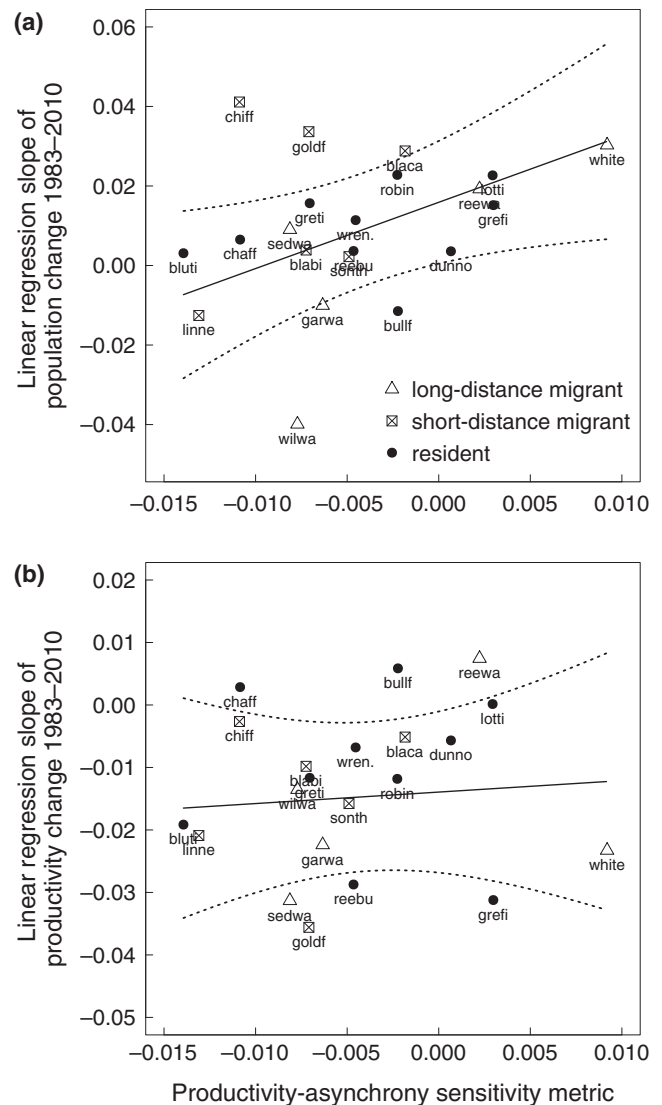 (a)
Linear regression slope of
population change 1983–2010
0.06
0.04
0.02
0.00
−0.02
−0.04
chiff
goldf
blaca
white
robin
lotti
reewa
grefi
greti
wren.
sedwa
chaff
bluti
blabi
reebu
sonth
dunno
linne
garwa
bullf
wilwa
long-distance migrant
short-distance migrant
resident
−0.015 −0.010 −0.005 0.000 0.005 0.010
(b)
Linear regression slope of
productivity change 1983–2010
0.02
0.01
0.00
−0.01
−0.02
−0.03
−0.04
−0.05
bullf
reewa
chaff
lotti
chiff
blaca
dunno
wren.
blabi
greti
robin
wilwa
sonth
bluti
linne
garwa
white
reebu
sedwa
grefi
goldf
−0.015 −0.010 −0.005 0.000 0.005 0.010
Productivity-asynchrony sensitivity metric